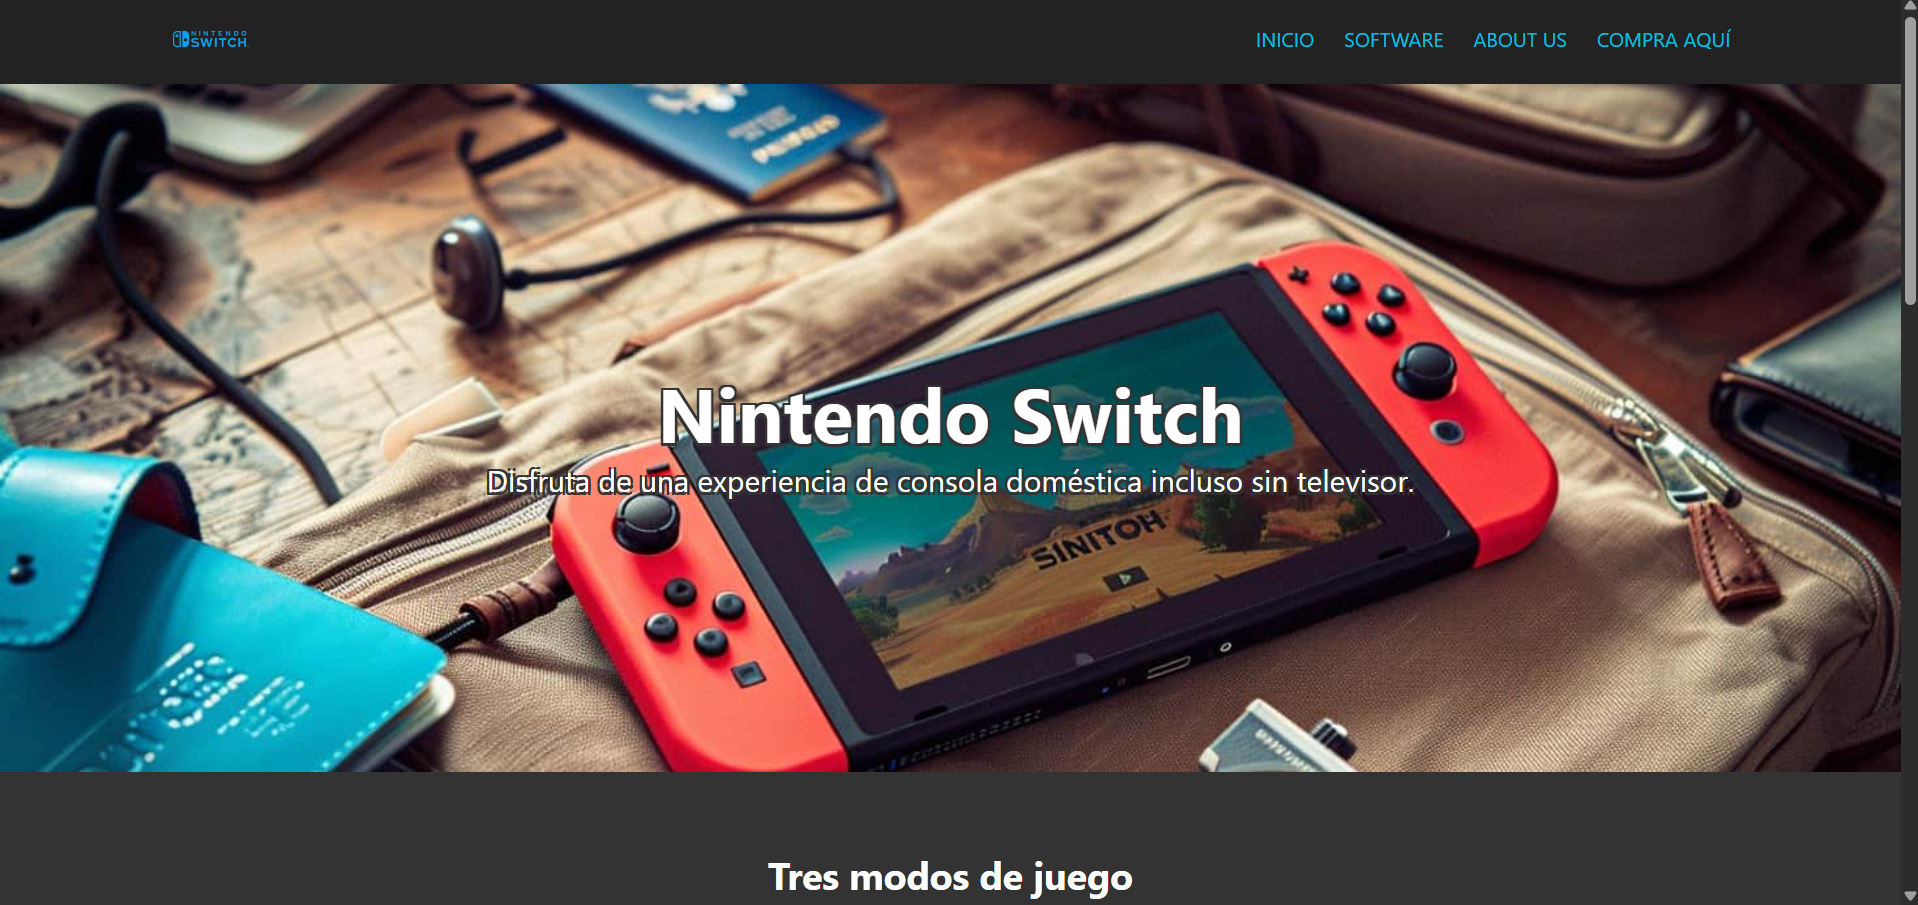 NINTENDO
SWITCH
INICIO SOFTWARE ABOUT US COMPRA AQUÍ
Nintendo Switch
Disfruta de una experiencia de consola doméstica incluso sin televisor.
SINITOH
Tres modos de juego